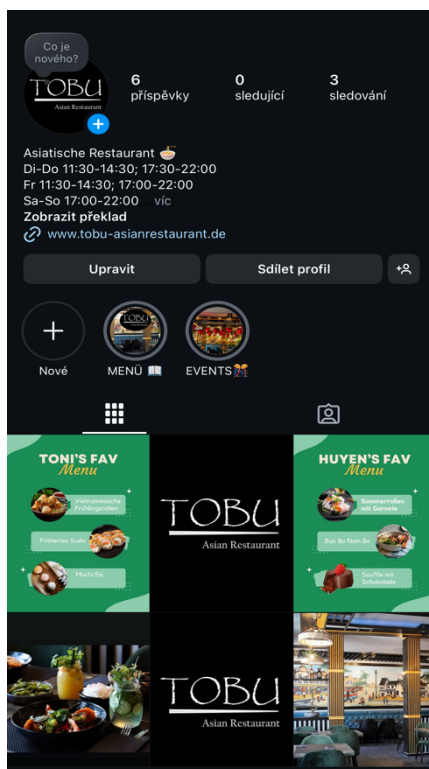 Co je
nového?
TOBU
Asian Restaurant
6
příspěvky
0
sledující
3
sledování
Asiatische Restaurant 🍜
Di-Do 11:30-14:30; 17:30-22:00
Fr 11:30-14:30; 17:00-22:00
Sa-So 17:00-22:00 víc
Zobrazit překlad
www.tobu-asianrestaurant.de
Upravit
Sdílet profil
Nové
TOBU
MENÜ 📖
EVENTS🎊
TONI'S FAV
Menu
Vietnamesische
Frühlingsrollen
Frittiertes Sushi
Mochi Eis
TOBU
Asian Restaurant
HUYEN'S FAV
Menu
Sommerrollen
mit Garnele
Bun Bo Nam Bo
Souffle mit
Schokolade
TOBU
Asian Restaurant